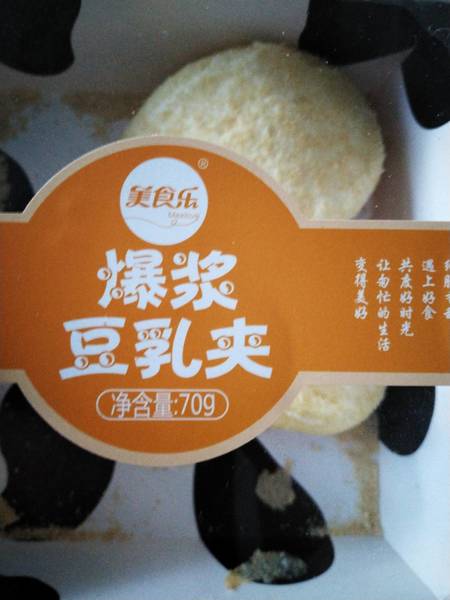 美食乐
®
爆浆
豆乳夹
净含量:70g
遇上好食
共度好时光
让匆忙的生活
变得美好